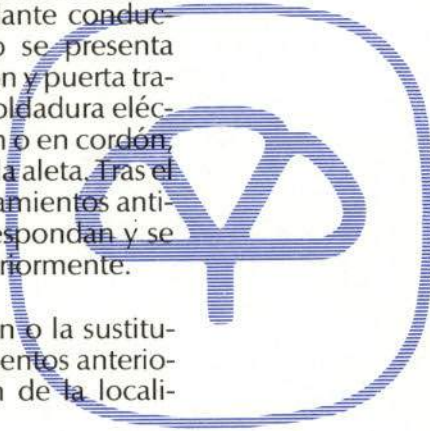 ante conduc-
o se presenta
n y puerta tra-
oldadura eléc-
n o en cordón,
la aleta. Tras el
amientos anti-
espondan y se
riormente.
n o la sustitu-
entos anterio-
n de la locali-